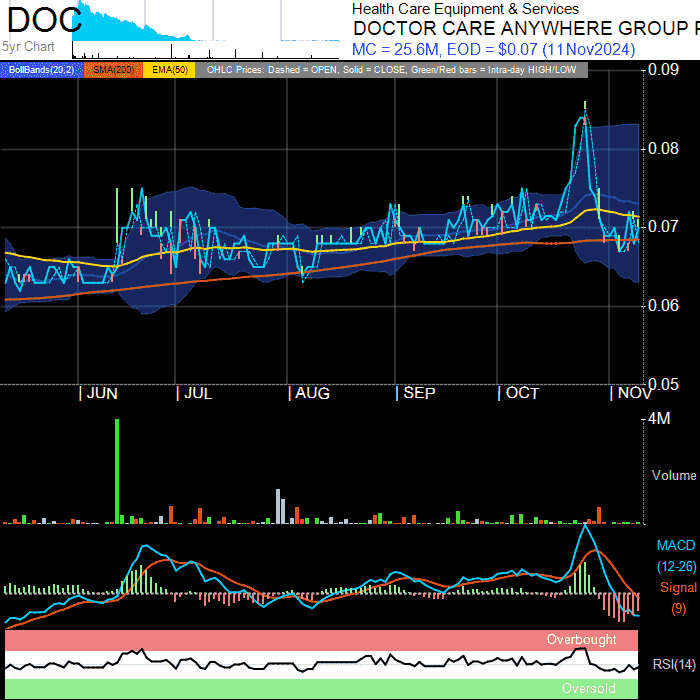 DOC
5yr Chart
Health Care Equipment & Services
DOCTOR CARE ANYWHERE GROUP P
MC = 25.6M, EOD = $0.07 (11Nov2024)
BollBands(20,2) SMA(200) EMA(50) OHLC Prices: Dashed = OPEN, Solid = CLOSE, Green/Red bars = Intra-day HIGH/LOW
0.09
0.08
0.07
0.06
0.05
JUN JUL AUG SEP OCT NOV
4M
Volume
MACD
(12-26)
Signal
(9)
Overbought
RSI(14)
Oversold